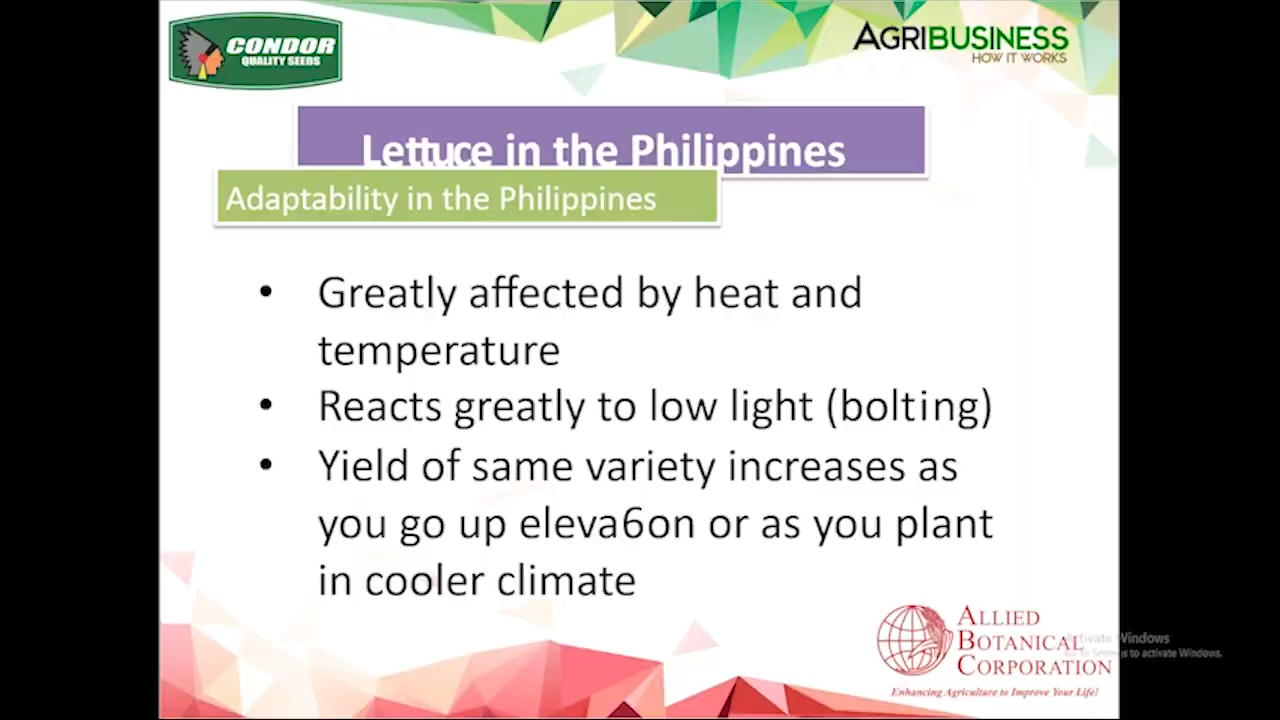 CONDOR
QUALITY SEEDS
AGRIBUSINESS
HOW IT WORKS
Lettuce in the Philippines
Adaptability in the Philippines
• Greatly affected by heat and
temperature
• Reacts greatly to low light (bolting)
• Yield of same variety increases as
you go up eleva6on or as you plant
in cooler climate
ALLIED
BOTANICAL
CORPORATION
Enhancing Agriculture to Improve Your Life!
Activate Windows
Go to Settings to activate Windows.